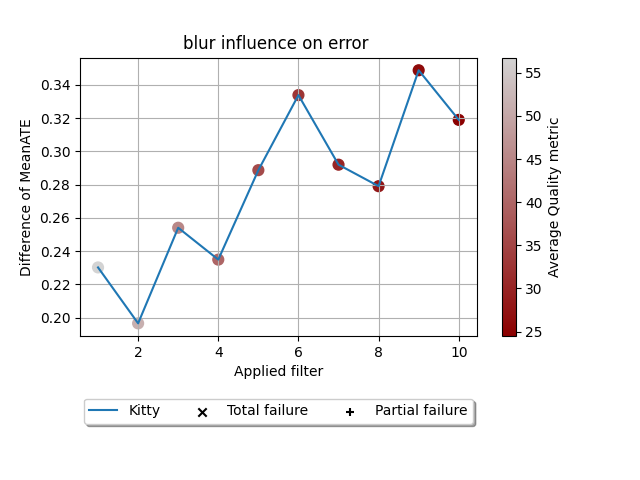 blur influence on error
Difference of MeanATE
0.34
0.32
0.30
0.28
0.26
0.24
0.22
0.20
2 4 6 8 10
Applied filter
55
50
45
40
35
30
25
Average Quality metric
Kitty Total failure Partial failure